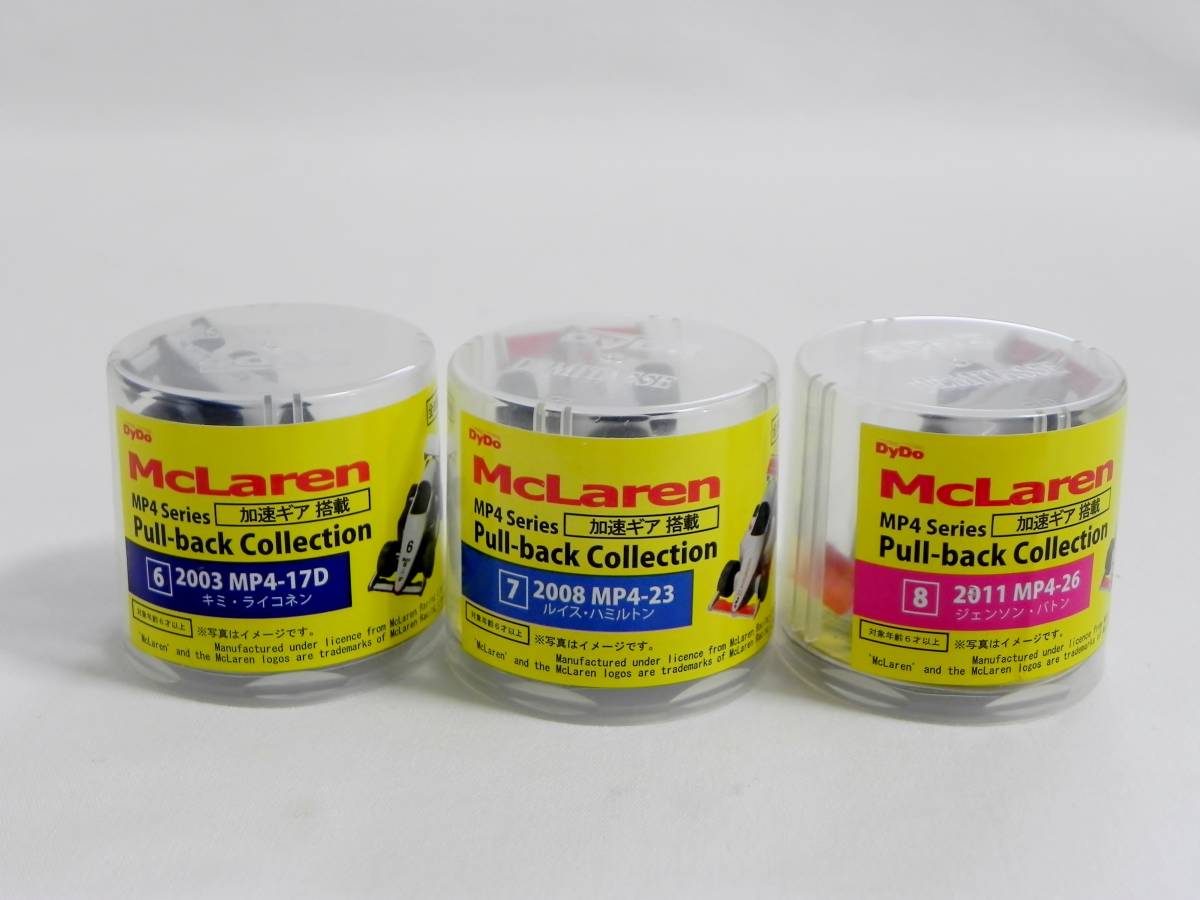 DyDo
McLaren
MP4 Series 加速ギア 搭載
Pull-back Collection
6 2003 MP4-17D
キミ・ライコネン
対象年齢6才以上 ※写真はイメージです。
Manufactured under licence from McLaren Racing
'McLaren' and the McLaren logos are trademarks of McLaren Racing
6
DEMITASSE
DyDo
McLaren
MP4 Series 加速ギア 搭載
Pull-back Collection
7 2008 MP4-23
ルイス・ハミルトン
対象年齢6才以上 ※写真はイメージです。
Manufactured under licence from McLaren Racing
'McLaren' and the McLaren logos are trademarks of McLaren Racing
DEMITASSE
DyDo
McLaren
MP4 Series 加速ギア 搭載
Pull-back Collection
8 2011 MP4-26
ジェンソン・バトン
対象年齢6才以上 ※写真はイメージです。
Manufactured under licence from
'McLaren' and the McLaren logos are trademarks of